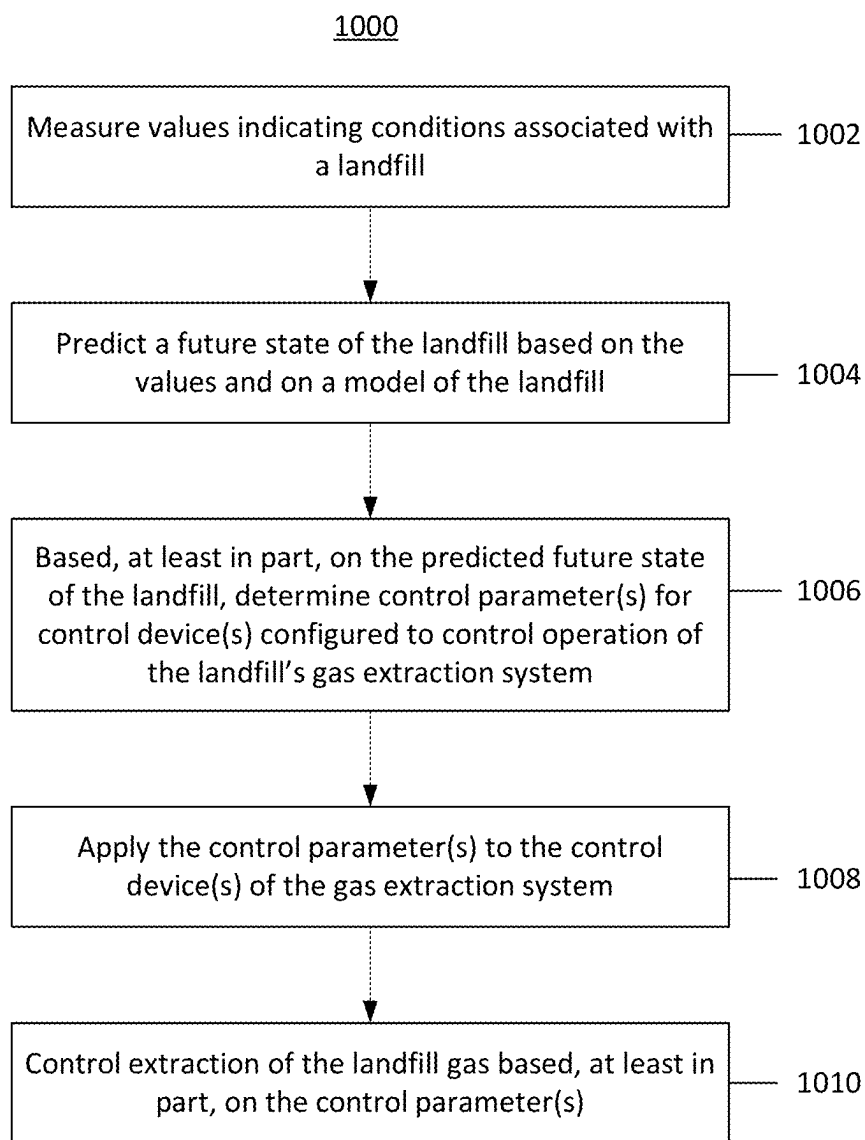 1000
Measure values indicating conditions associated with
a landfill
1002
Predict a future state of the landfill based on the
values and on a model of the landfill
1004
Based, at least in part, on the predicted future state
of the landfill, determine control parameter(s) for
control device(s) configured to control operation of
the landfill's gas extraction system
1006
Apply the control parameter(s) to the control
device(s) of the gas extraction system
1008
Control extraction of the landfill gas based, at least in
part, on the control parameter(s)
1010